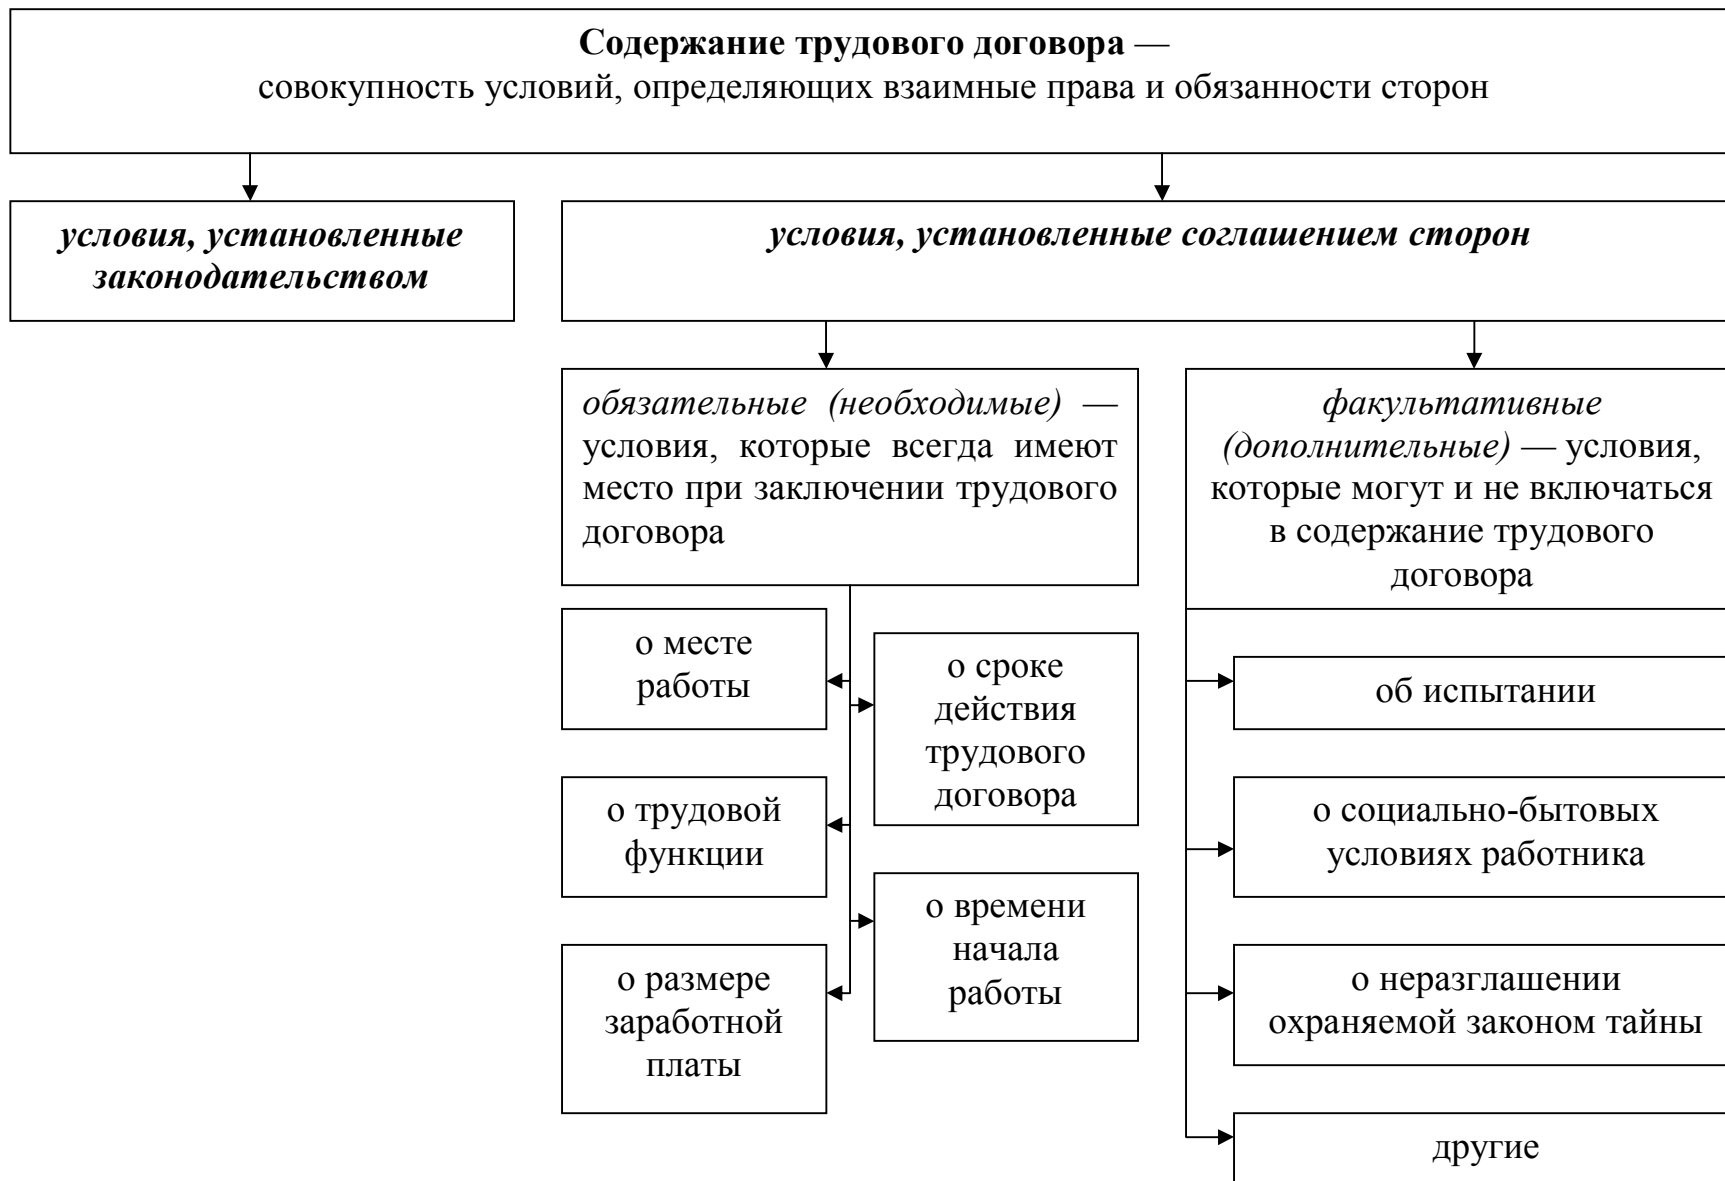 Содержание трудового договора —
совокупность условий, определяющих взаимные права и обязанности сторон
условия, установленные
законодательством
условия, установленные соглашением сторон
обязательные (необходимые) —
условия, которые всегда имеют
место при заключении трудового
договора
факультативные
(дополнительные) — условия,
которые могут и не включаться
в содержание трудового
договора
о месте
работы
о сроке
действия
трудового
договора
о трудовой
функции
о времени
начала
работы
о размере
заработной
платы
об испытании
о социально-бытовых
условиях работника
о неразглашении
охраняемой законом тайны
другие